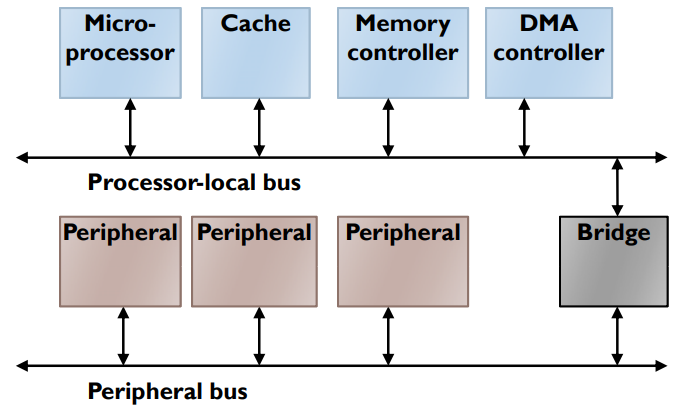 Micro-
processor
Cache
Memory
controller
DMA
controller
Processor-local bus
Peripheral
Peripheral
Peripheral
Bridge
Peripheral bus